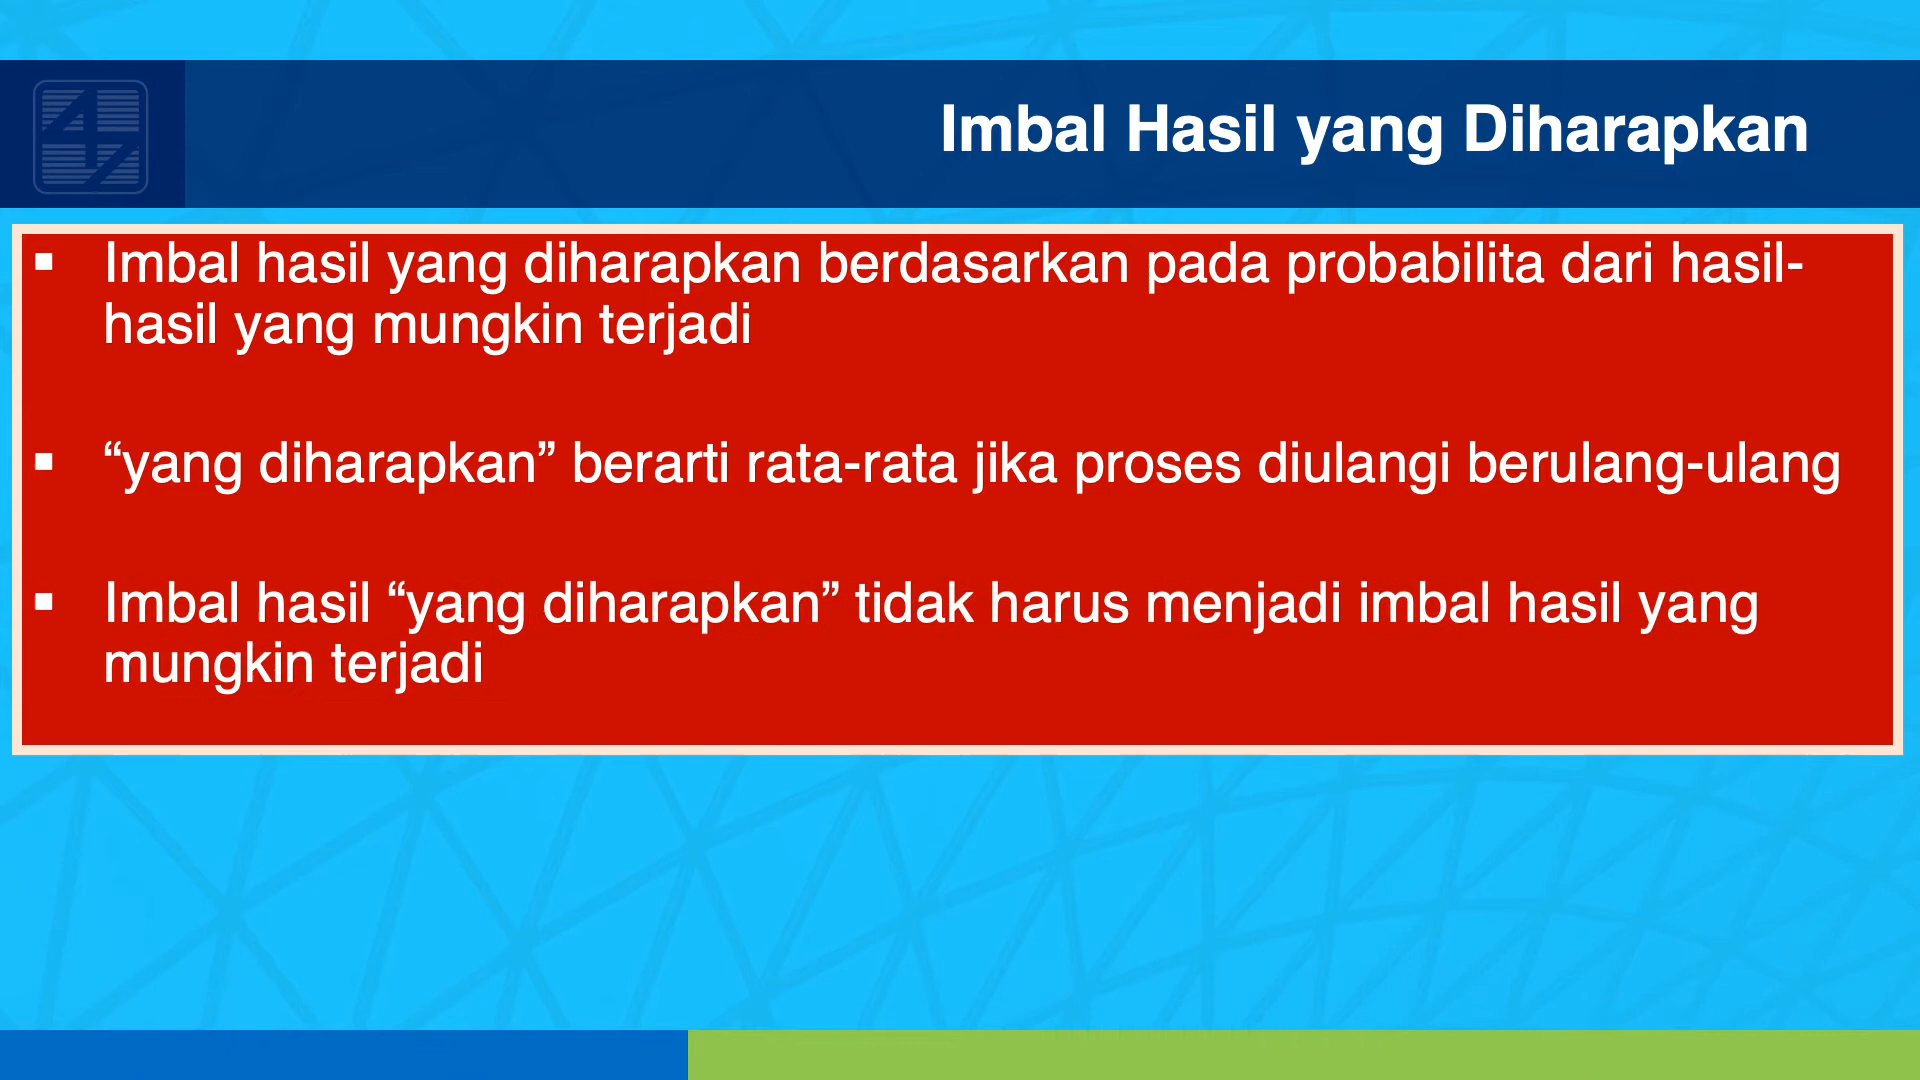 Imbal Hasil yang Diharapkan
▪ Imbal hasil yang diharapkan berdasarkan pada probabilita dari hasil-
hasil yang mungkin terjadi
▪ “yang diharapkan” berarti rata-rata jika proses diulangi berulang-ulang
▪ Imbal hasil “yang diharapkan” tidak harus menjadi imbal hasil yang
mungkin terjadi